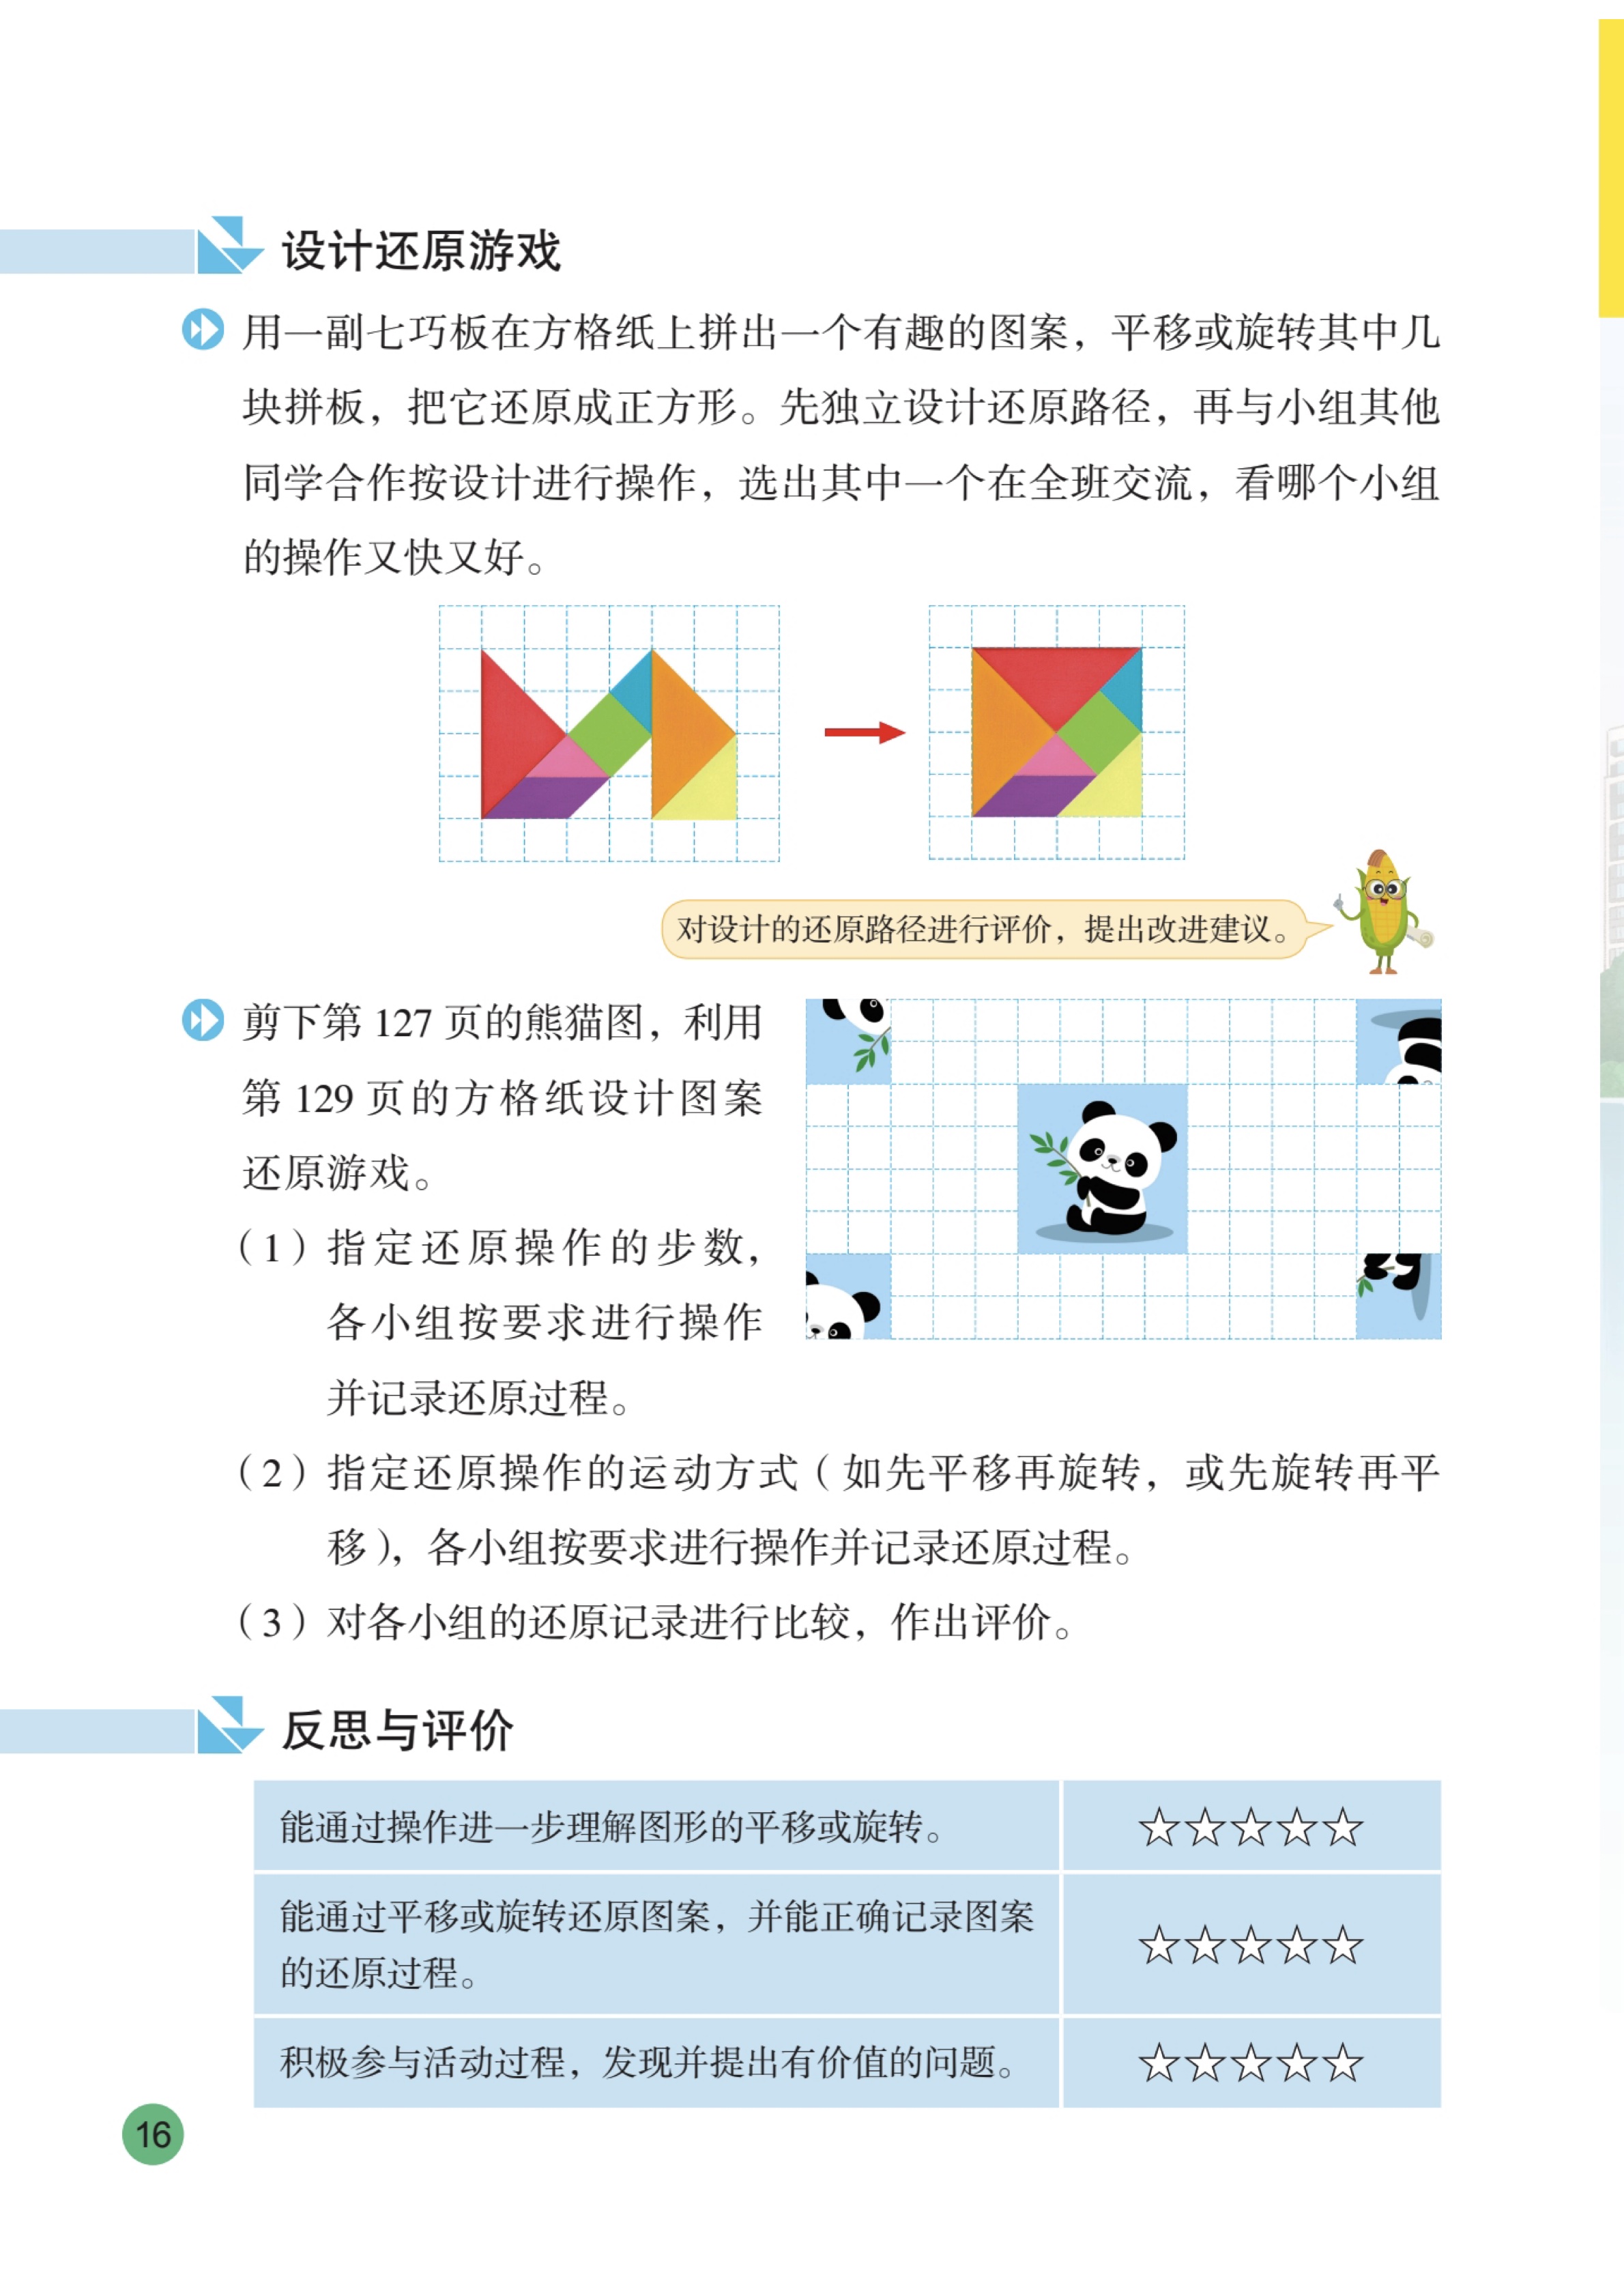 设计还原游戏
用一副七巧板在方格纸上拼出一个有趣的图案，平移或旋转其中几
块拼板，把它还原成正方形。先独立设计还原路径，再与小组其他
同学合作按设计进行操作，选出其中一个在全班交流，看哪个小组
的操作又快又好。
对设计的还原路径进行评价，提出改进建议。
剪下第 127 页的熊猫图，利用
第 129 页的方格纸设计图案
还原游戏。
（1）指定还原操作的步数，
各小组按要求进行操作
并记录还原过程。
（2）指定还原操作的运动方式（如先平移再旋转，或先旋转再平
移），各小组按要求进行操作并记录还原过程。
（3）对各小组的还原记录进行比较，作出评价。
反思与评价
能通过操作进一步理解图形的平移或旋转。
☆☆☆☆☆
能通过平移或旋转还原图案，并能正确记录图案
的还原过程。
☆☆☆☆☆
积极参与活动过程，发现并提出有价值的问题。
☆☆☆☆☆
16